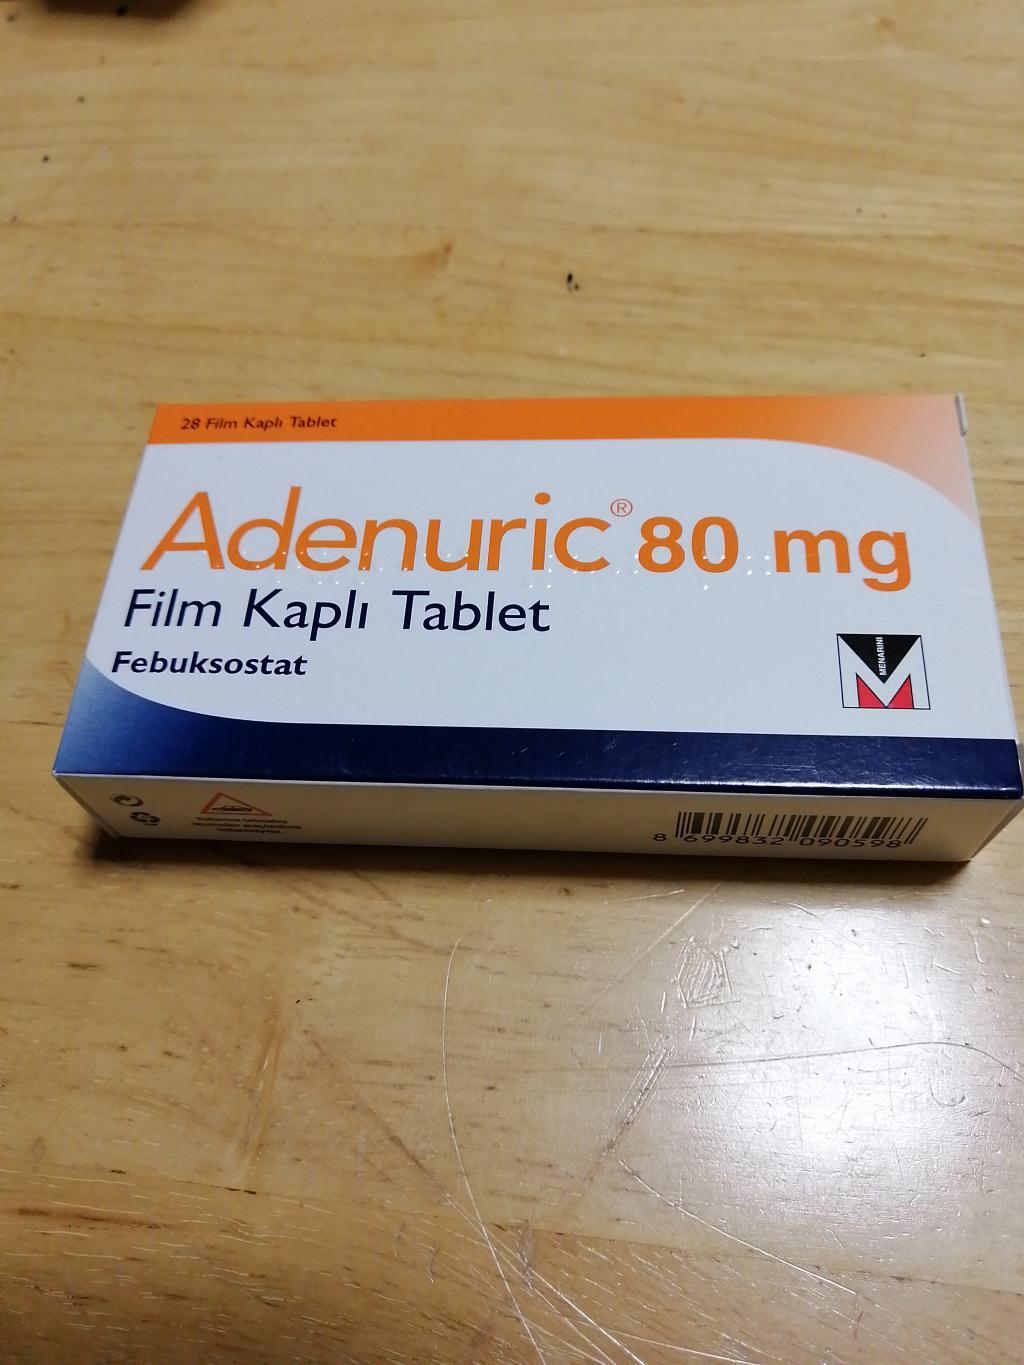 28 Film Kaplı Tablet
Adenuric® 80 mg
Film Kaplı Tablet
Febuksostat
MENARINI
8 699832 090598